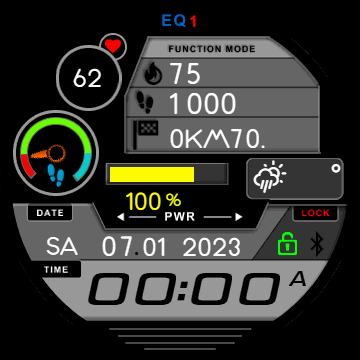 EQ1
FUNCTION MODE
62
75
1000
0KM70.
100 %
PWR
DATE
LOCK
SA 07.01 2023
TIME
00:00 A